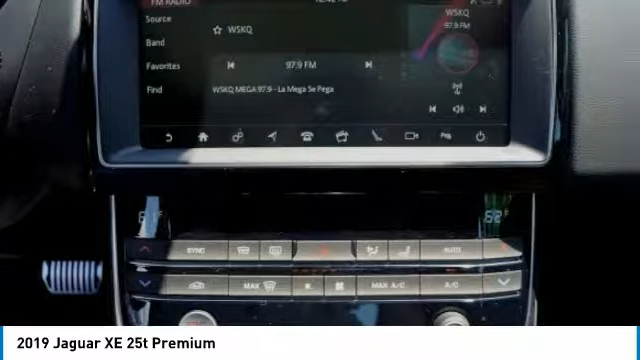 FM RADIO
Source
WSKQ
WSKQ
97.9 FM
Band
Favorites
97.9 FM
Find
WSKQ MEGA 97.9 - La Mega Se Pega
62°F
SYNC
AUTO
MAX
MAX A/C
A/C
2019 Jaguar XE 25t Premium